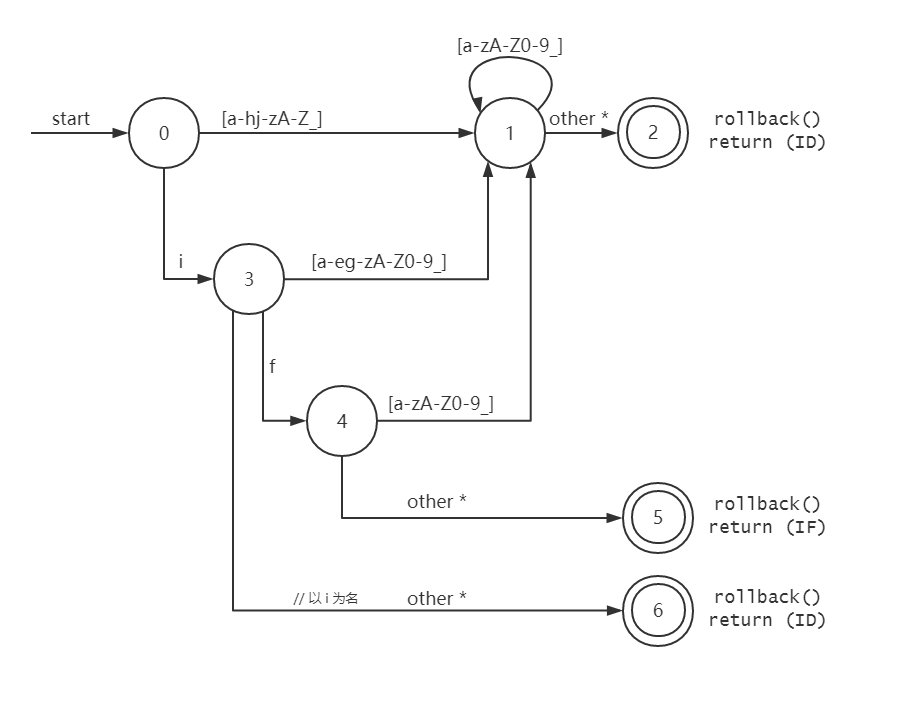 [a-zA-Z0-9_]
start
[a-hj-zA-Z_]
other *
0
1
2
rollback()
return (ID)
i
[a-eg-zA-Z0-9_]
3
f
[a-zA-Z0-9_]
4
other *
5
rollback()
return (IF)
// 以 i 为名
other *
6
rollback()
return (ID)